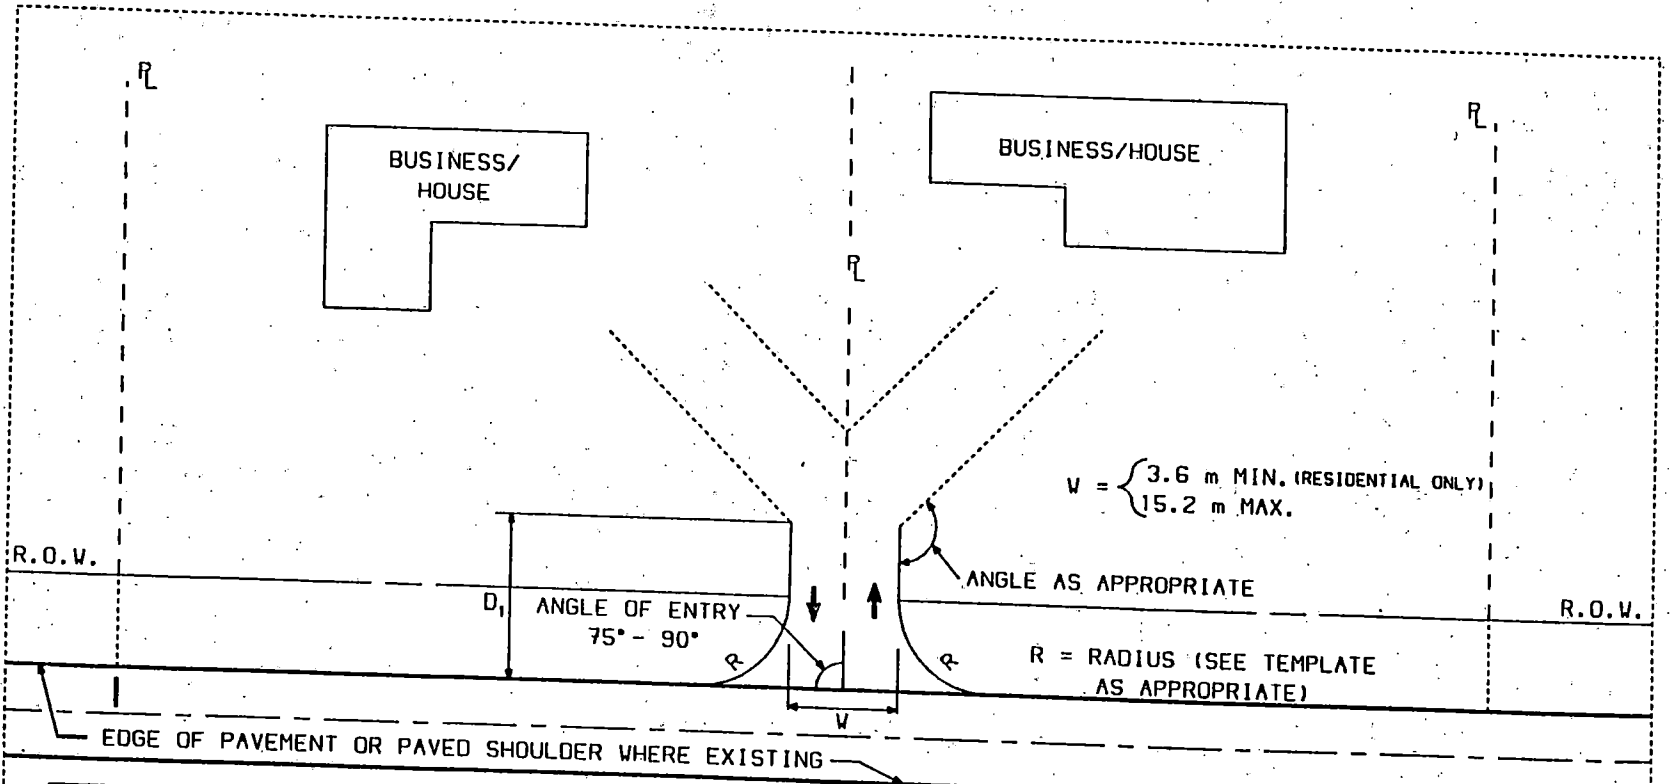 PL
PL
BUSINESS/
HOUSE
BUSINESS/HOUSE
PL
W = { 3.6 m MIN. (RESIDENTIAL ONLY)
15.2 m MAX.
R.O.W.
ANGLE AS APPROPRIATE
D1
ANGLE OF ENTRY
75° - 90°
R.O.W.
R
R
R = RADIUS (SEE TEMPLATE
AS APPROPRIATE)
W
EDGE OF PAVEMENT OR PAVED SHOULDER WHERE EXISTING